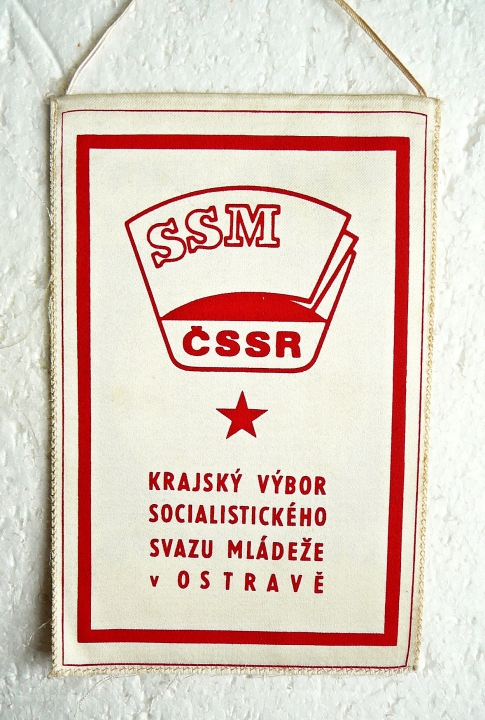 SSM
ČSSR
KRAJSKÝ VÝBOR
SOCIALISTICKÉHO
SVAZU MLÁDEŽE
v OSTRAVĚ